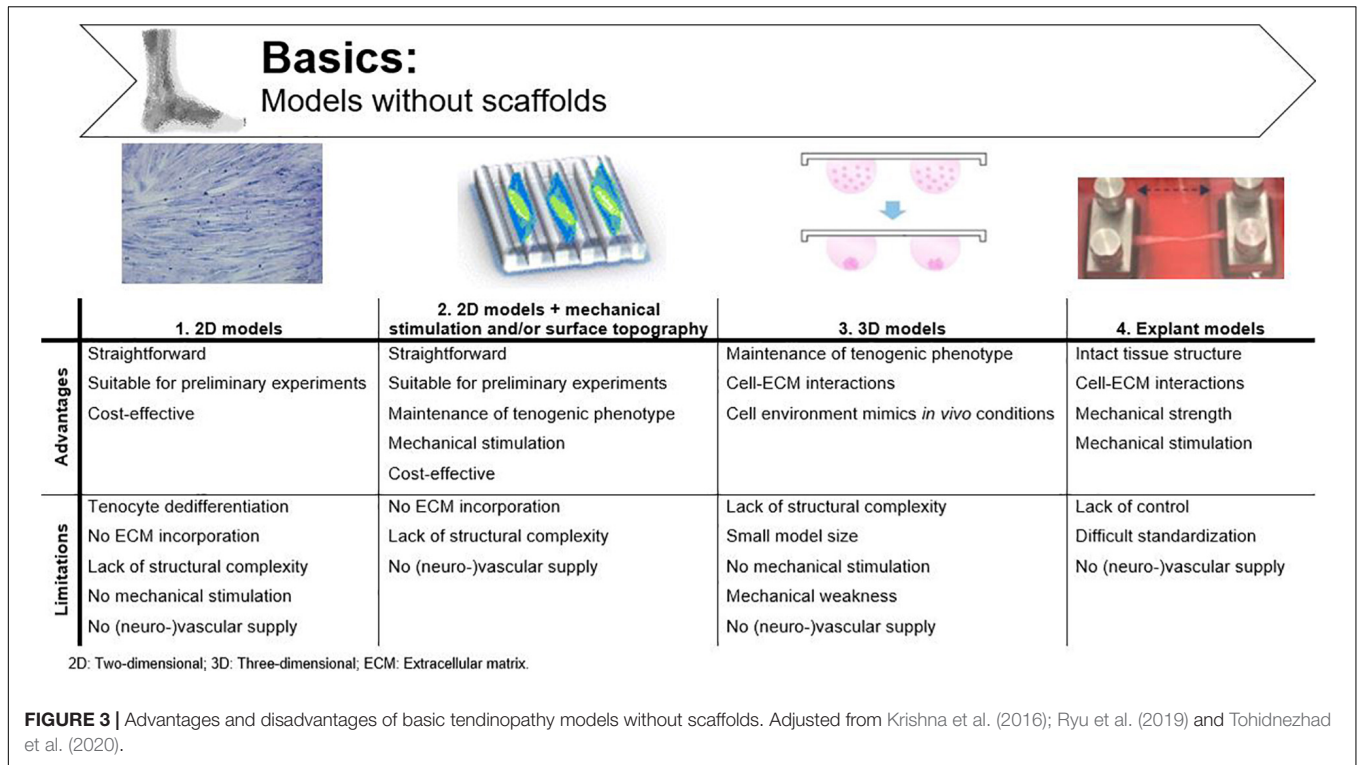 Basics:
Models without scaffolds
1. 2D models
2. 2D models + mechanical
stimulation and/or surface topography
3. 3D models
4. Explant models
Advantages
Straightforward
Suitable for preliminary experiments
Cost-effective
Straightforward
Suitable for preliminary experiments
Maintenance of tenogenic phenotype
Mechanical stimulation
Cost-effective
Maintenance of tenogenic phenotype
Cell-ECM interactions
Cell environment mimics in vivo conditions
Intact tissue structure
Cell-ECM interactions
Mechanical strength
Mechanical stimulation
Limitations
Tenocyte dedifferentiation
No ECM incorporation
Lack of structural complexity
No mechanical stimulation
No (neuro-)vascular supply
No ECM incorporation
Lack of structural complexity
No (neuro-)vascular supply
Lack of structural complexity
Small model size
No mechanical stimulation
Mechanical weakness
No (neuro-)vascular supply
Lack of control
Difficult standardization
No (neuro-)vascular supply
2D: Two-dimensional; 3D: Three-dimensional; ECM: Extracellular matrix.
FIGURE 3 | Advantages and disadvantages of basic tendinopathy models without scaffolds. Adjusted from Krishna et al. (2016); Ryu et al. (2019) and Tohidnezhad
et al. (2020).